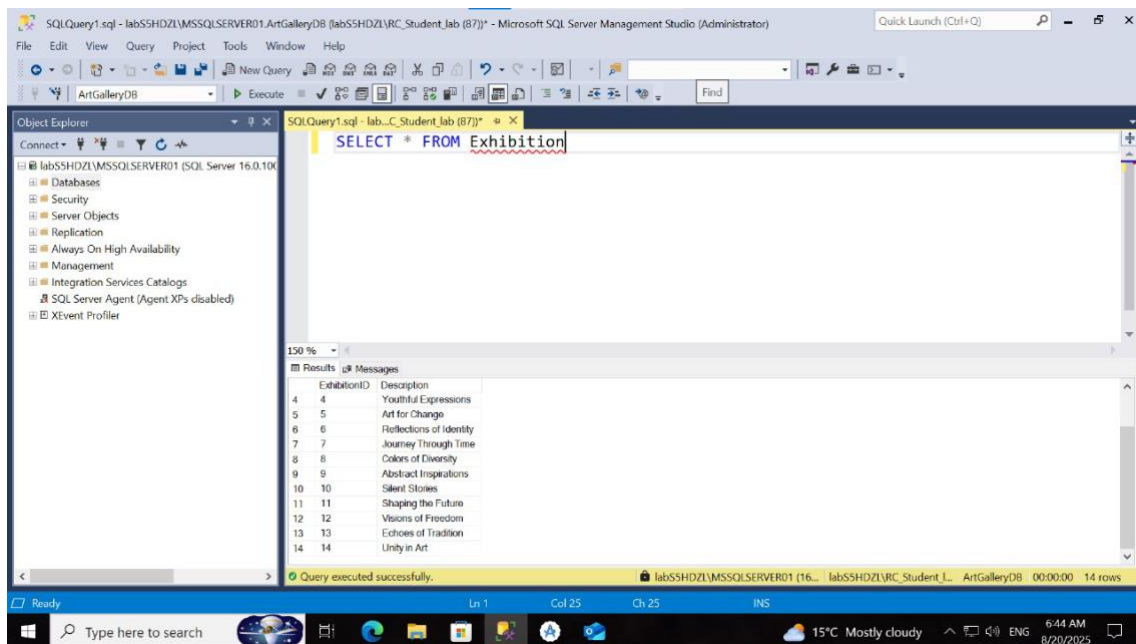 SQLQuery1.sql - labS5HDZL\MSSQLSERVER01.ArtGalleryDB (labS5HDZL\RC_Student_lab (87))* - Microsoft SQL Server Management Studio (Administrator)
Quick Launch (Ctrl+Q)
File Edit View Query Project Tools Window Help
New Query
ArtGalleryDB
Execute
Find
Object Explorer
SQLQuery1.sql - lab...C_Student_lab (87))*
Connect
labS5HDZL\MSSQLSERVER01 (SQL Server 16.0.100
Databases
Security
Server Objects
Replication
Always On High Availability
Management
Integration Services Catalogs
SQL Server Agent (Agent XPs disabled)
XEvent Profiler
SELECT * FROM Exhibition
150 %
Results Messages
ExhibitionID Description
4 4 Youthful Expressions
5 5 Art for Change
6 6 Reflections of Identity
7 7 Journey Through Time
8 8 Colors of Diversity
9 9 Abstract Inspirations
10 10 Silent Stories
11 11 Shaping the Future
12 12 Visions of Freedom
13 13 Echoes of Tradition
14 14 Unity in Art
Query executed successfully.
labS5HDZL\MSSQLSERVER01 (16... labS5HDZL\RC_Student_l... ArtGalleryDB 00:00:00 14 rows
Ready
Ln 1 Col 25 Ch 25 INS
Type here to search
15°C Mostly cloudy
ENG
6:44 AM
8/20/2025